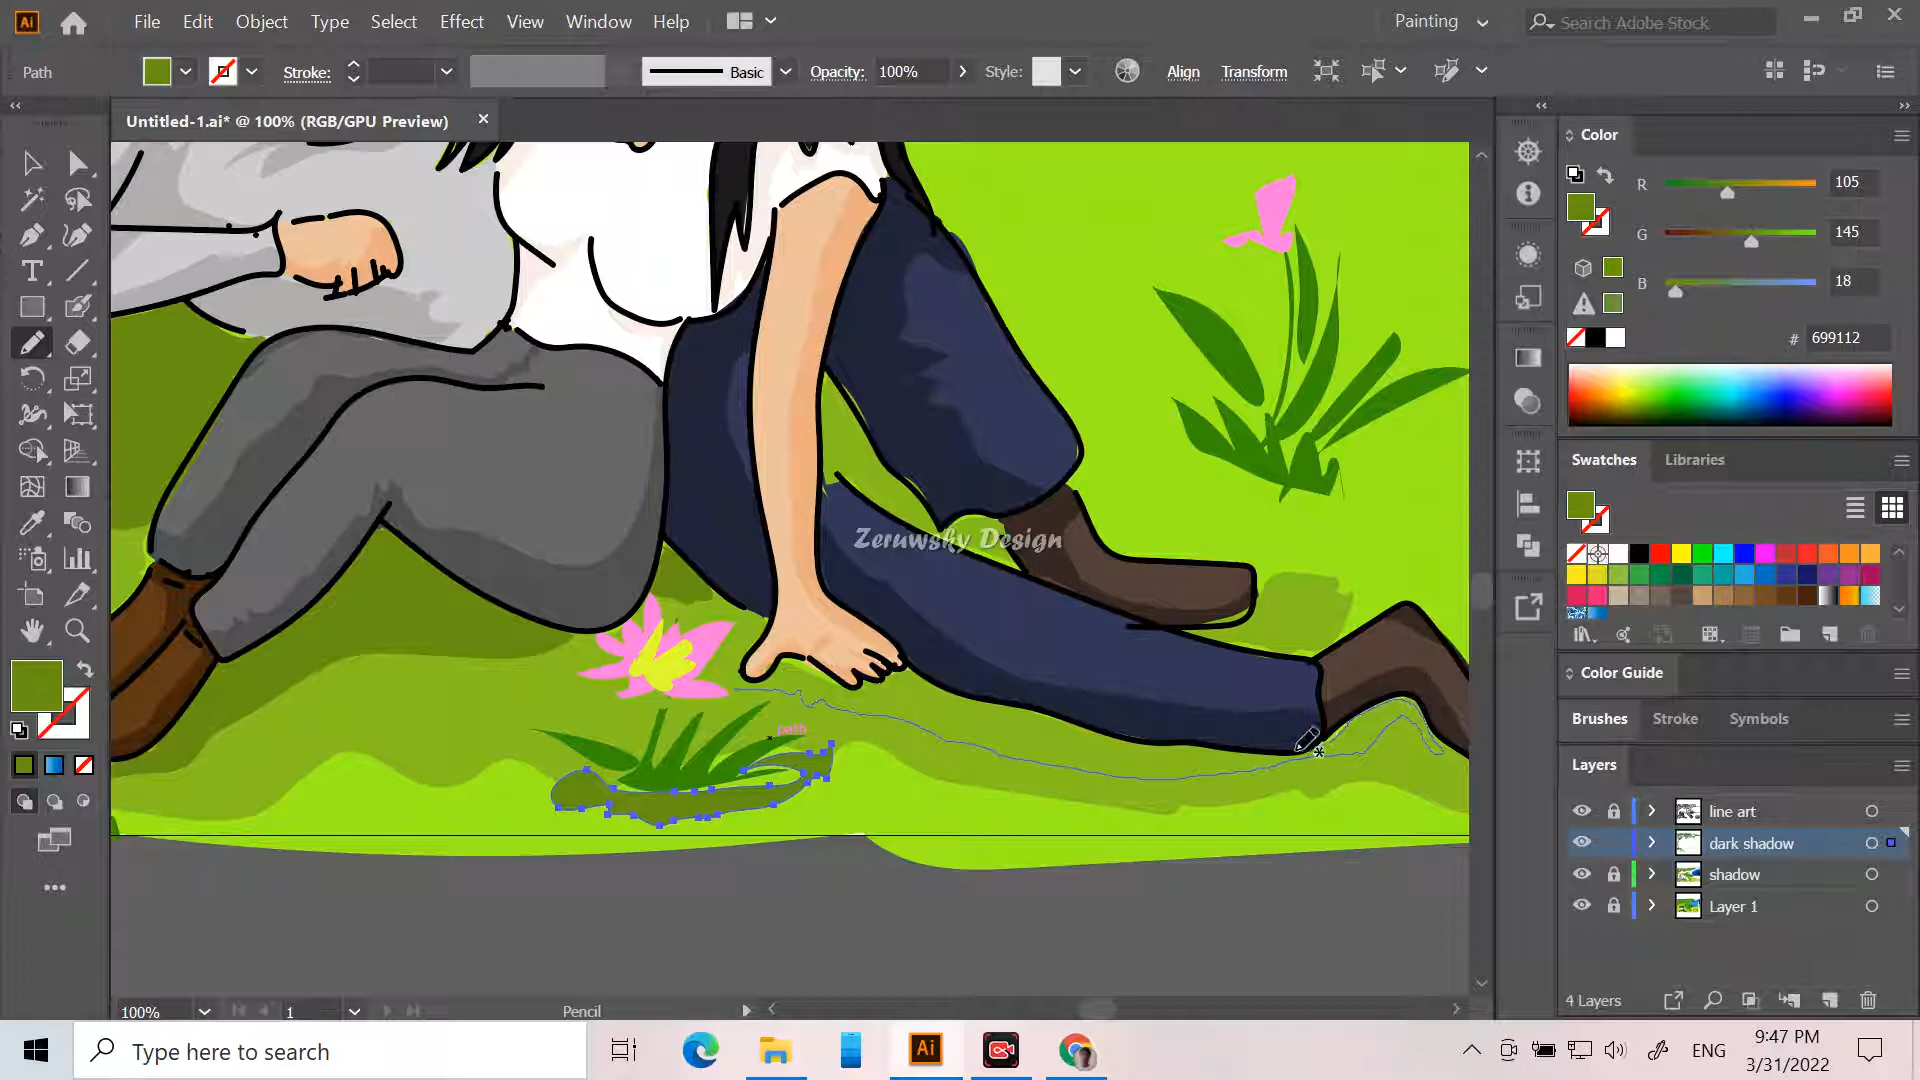 Ai File Edit Object Type Select Effect View Window Help Painting Search Adobe Stock
Path Stroke: Basic Opacity: 100% Style: Align Transform
Untitled-1.ai* @ 100% (RGB/GPU Preview)
Color
R 105
G 145
B 18
# 699112
Swatches Libraries
Zeruwsky Design
path
Color Guide
Brushes Stroke Symbols
Layers
line art
dark shadow
shadow
Layer 1
4 Layers
100% 1 Pencil
Type here to search
Ai
ENG
9:47 PM
3/31/2022